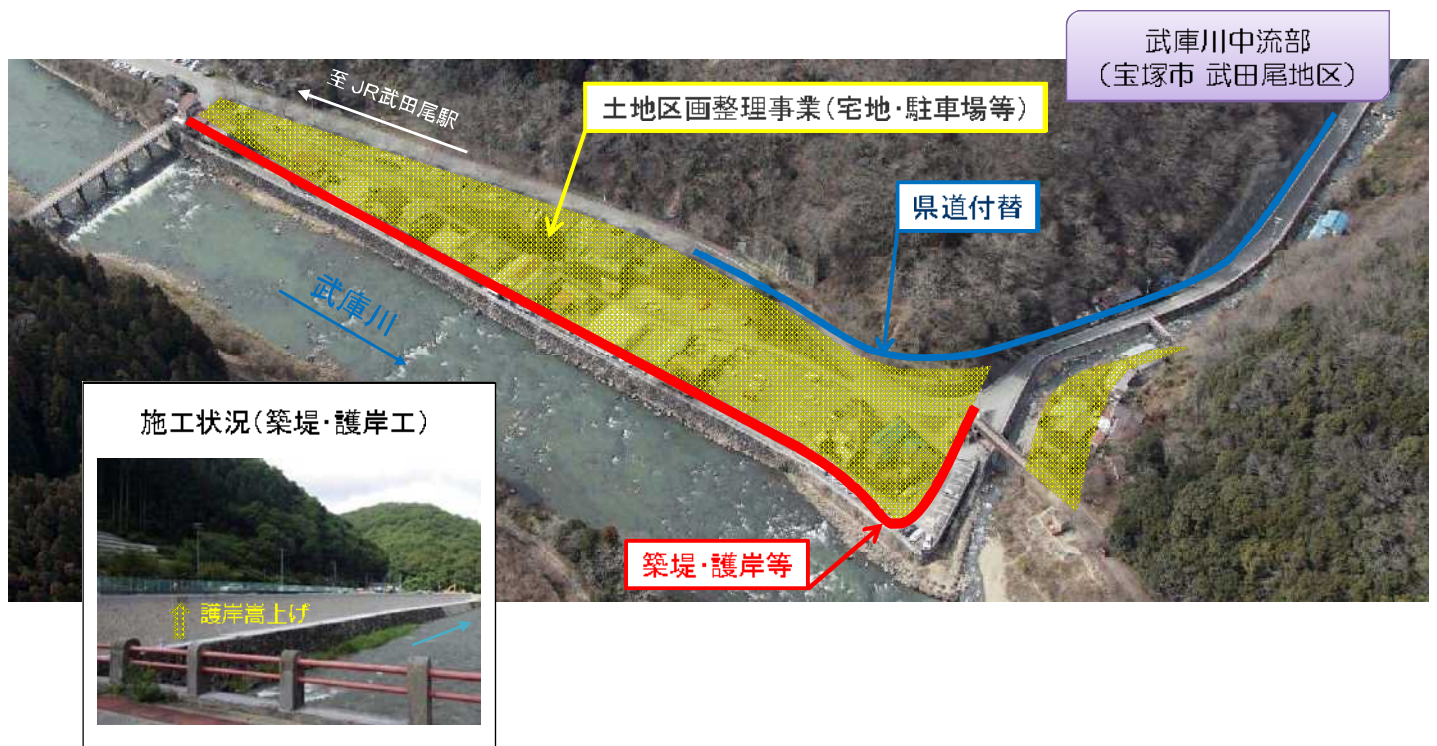 武庫川中流部
(宝塚市 武田尾地区)
至 JR武田尾駅
土地区画整理事業(宅地・駐車場等)
県道付替
武庫川
施工状況(築堤・護岸工)
護岸嵩上げ
築堤・護岸等